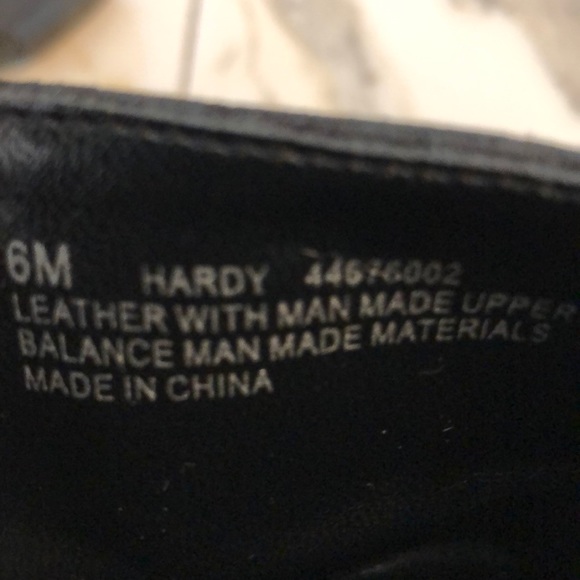 6M HARDY 44676002
LEATHER WITH MAN MADE UPPER
BALANCE MAN MADE MATERIALS
MADE IN CHINA